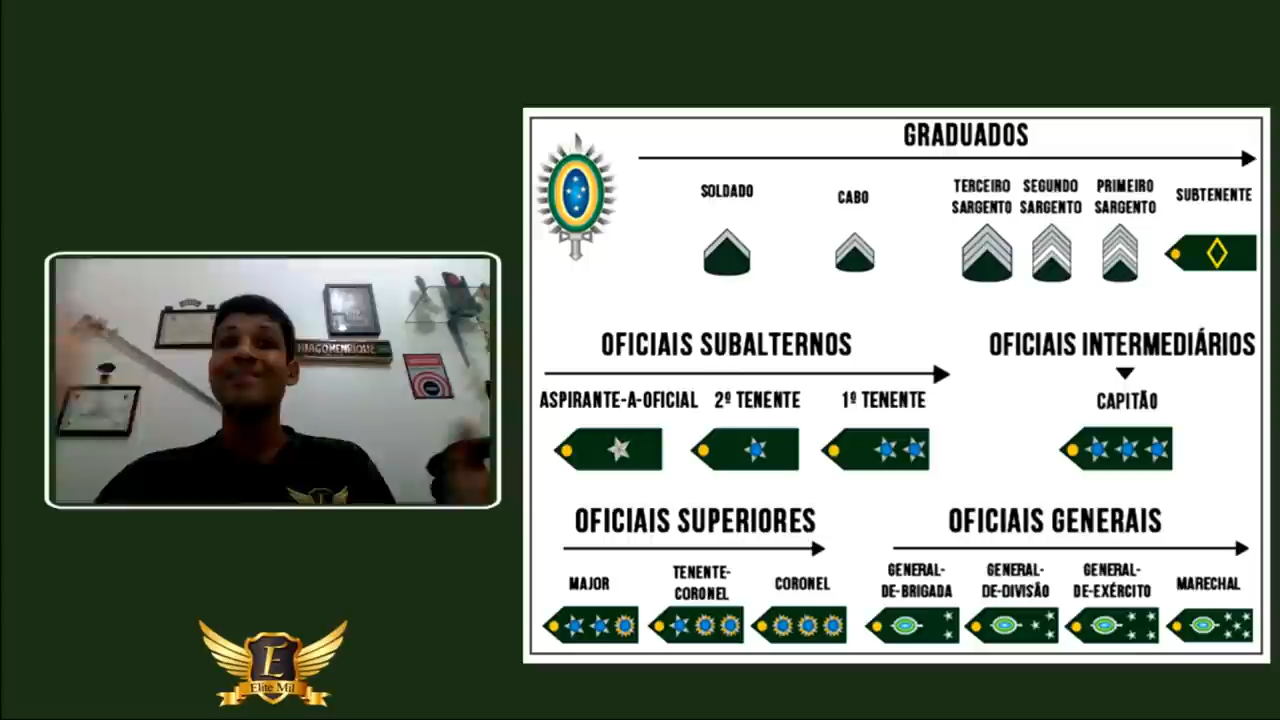 GRADUADOS
SOLDADO
CABO
TERCEIRO
SARGENTO
SEGUNDO
SARGENTO
PRIMEIRO
SARGENTO
SUBTENENTE
OFICIAIS SUBALTERNOS
ASPIRANTE-A-OFICIAL
2º TENENTE
1º TENENTE
OFICIAIS INTERMEDIÁRIOS
CAPITÃO
OFICIAIS SUPERIORES
MAJOR
TENENTE-
CORONEL
CORONEL
OFICIAIS GENERAIS
GENERAL-
DE-BRIGADA
GENERAL-
DE-DIVISÃO
GENERAL-
DE-EXÉRCITO
MARECHAL
THIAGO HENRIQUE
E
Elite Mil